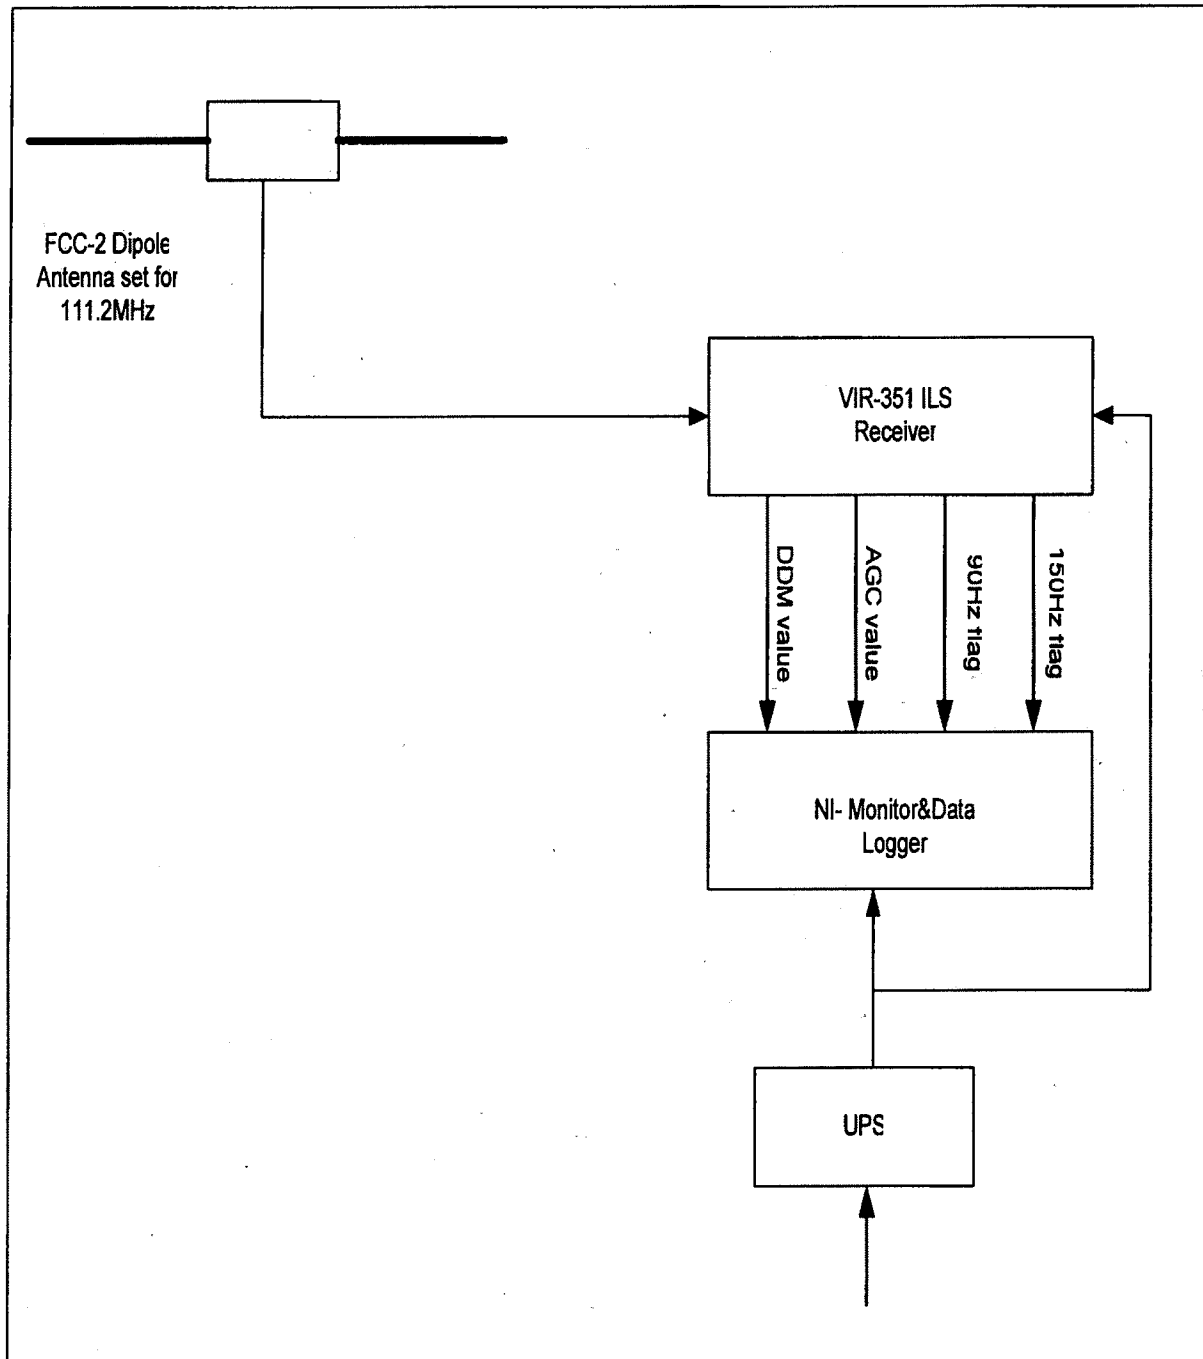 FCC-2 Dipole
Antenna set for
111.2MHz
VIR-351 ILS
Receiver
DDM value
AGC value
90Hz flag
150Hz flag
NI- Monitor&Data
Logger
UPS